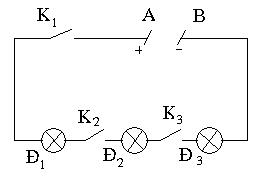 K₁ A B
+ -
K₂ K₃
Đ₁ Đ₂ Đ₃